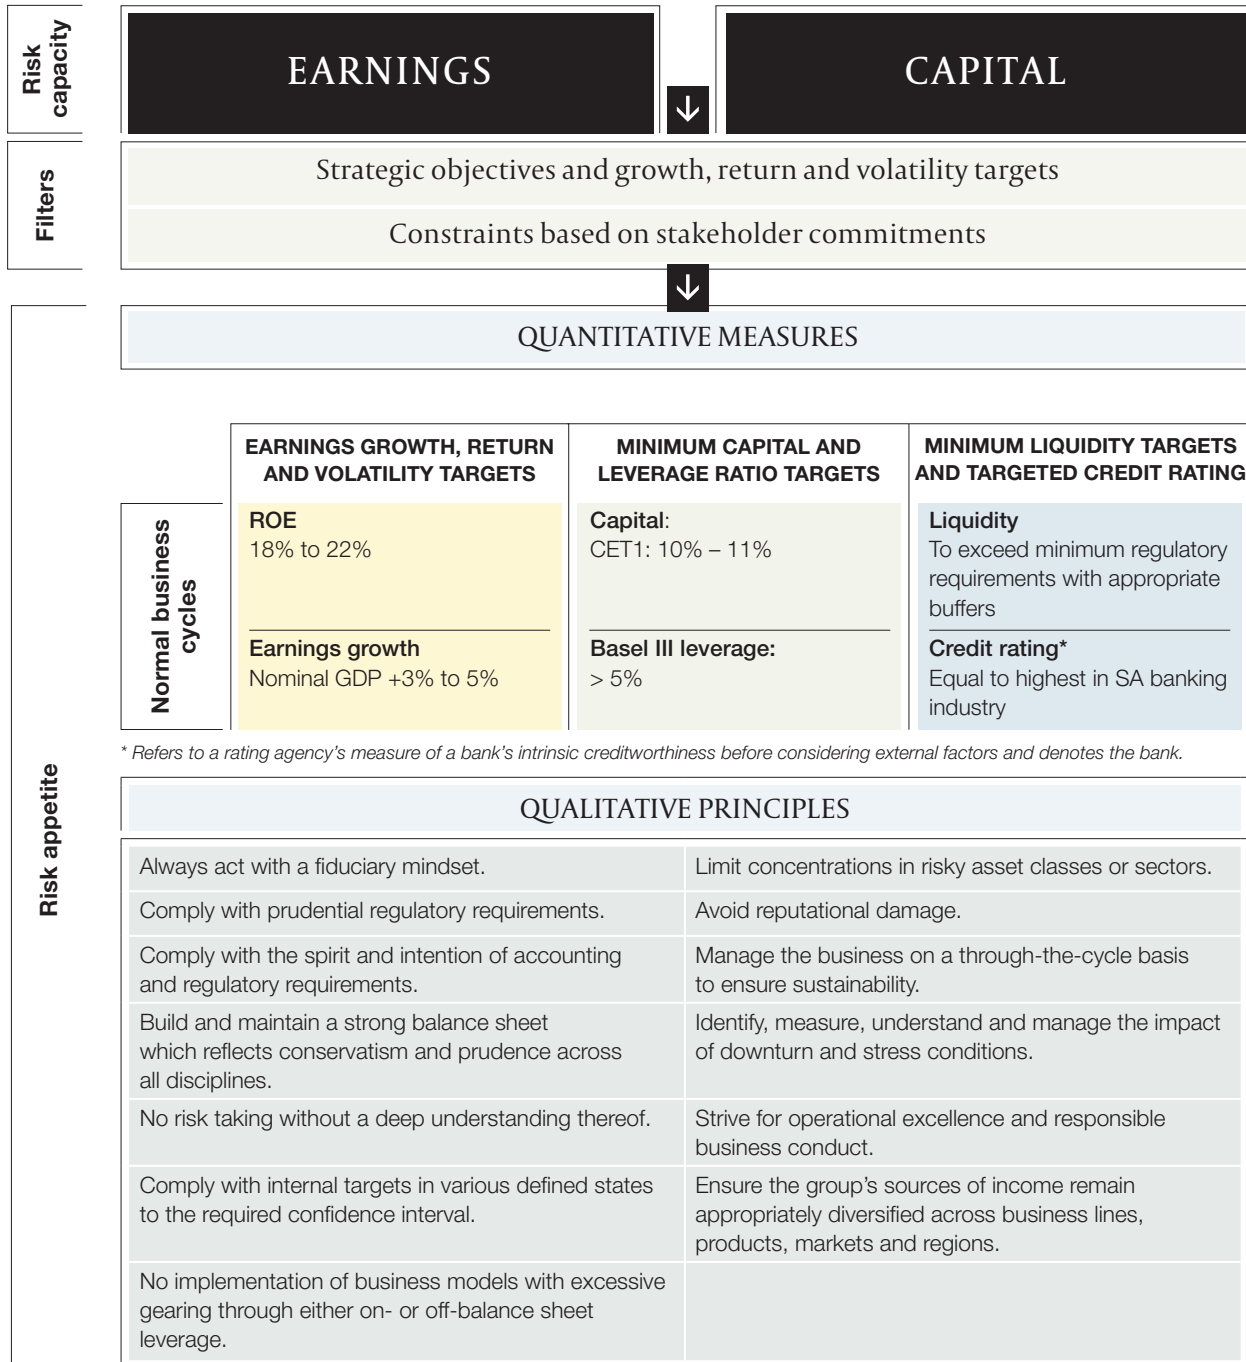 Risk
capacity
EARNINGS
CAPITAL
Filters
Strategic objectives and growth, return and volatility targets
Constraints based on stakeholder commitments
Risk appetite
QUANTITATIVE MEASURES
EARNINGS GROWTH, RETURN
AND VOLATILITY TARGETS
MINIMUM CAPITAL AND
LEVERAGE RATIO TARGETS
MINIMUM LIQUIDITY TARGETS
AND TARGETED CREDIT RATING
Normal business
cycles
ROE
18% to 22%
Capital:
CET1: 10% – 11%
Liquidity
To exceed minimum regulatory
requirements with appropriate
buffers
Earnings growth
Nominal GDP +3% to 5%
Basel III leverage:
> 5%
Credit rating*
Equal to highest in SA banking
industry
* Refers to a rating agency's measure of a bank's intrinsic creditworthiness before considering external factors and denotes the bank.
QUALITATIVE PRINCIPLES
Always act with a fiduciary mindset.
Limit concentrations in risky asset classes or sectors.
Comply with prudential regulatory requirements.
Avoid reputational damage.
Comply with the spirit and intention of accounting
and regulatory requirements.
Manage the business on a through-the-cycle basis
to ensure sustainability.
Build and maintain a strong balance sheet
which reflects conservatism and prudence across
all disciplines.
Identify, measure, understand and manage the impact
of downturn and stress conditions.
No risk taking without a deep understanding thereof.
Strive for operational excellence and responsible
business conduct.
Comply with internal targets in various defined states
to the required confidence interval.
Ensure the group's sources of income remain
appropriately diversified across business lines,
products, markets and regions.
No implementation of business models with excessive
gearing through either on- or off-balance sheet
leverage.